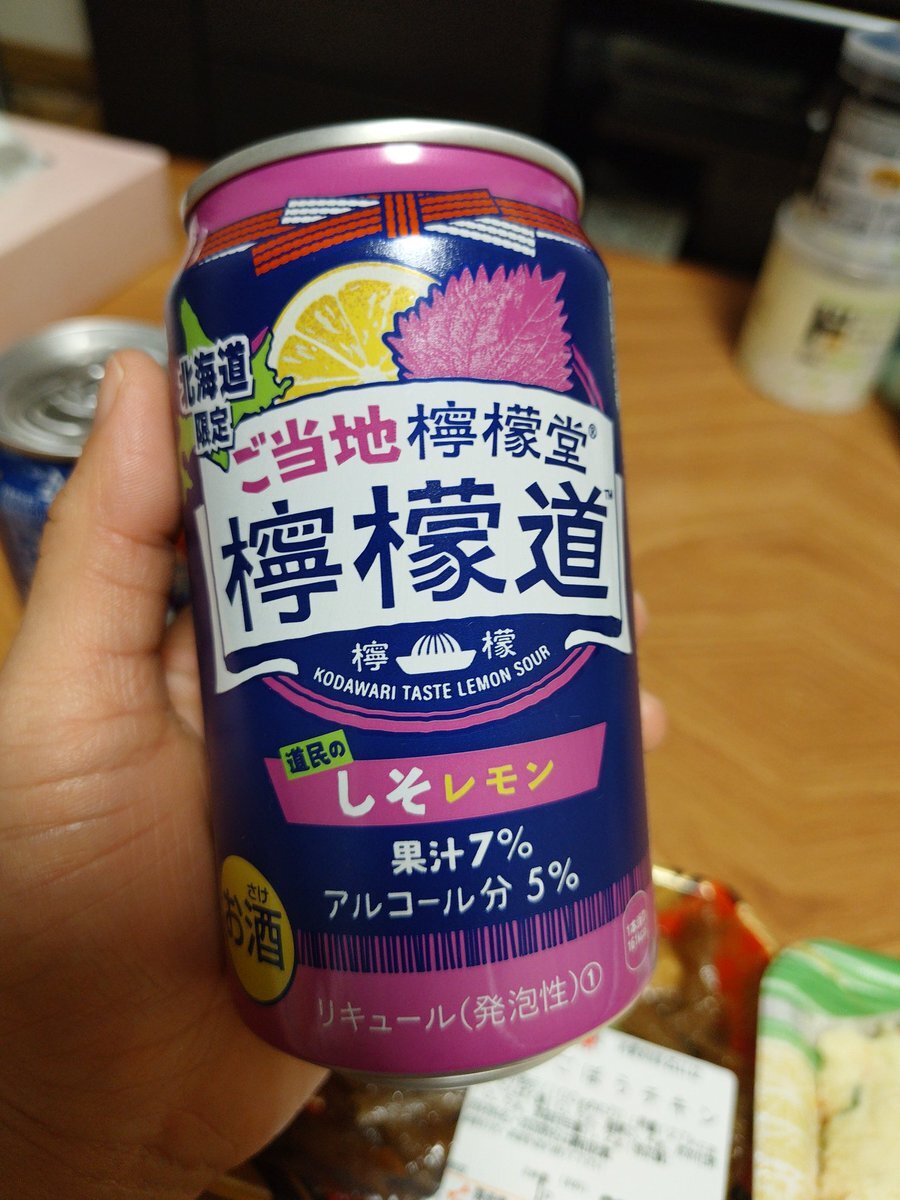 北海道
限定
ご当地檸檬堂®
檸檬道™
檸檬
KODAWARI TASTE LEMON SOUR
道民の
しそレモン
果汁7%
アルコール分 5%
さけ
お酒
リキュール(発泡性)①